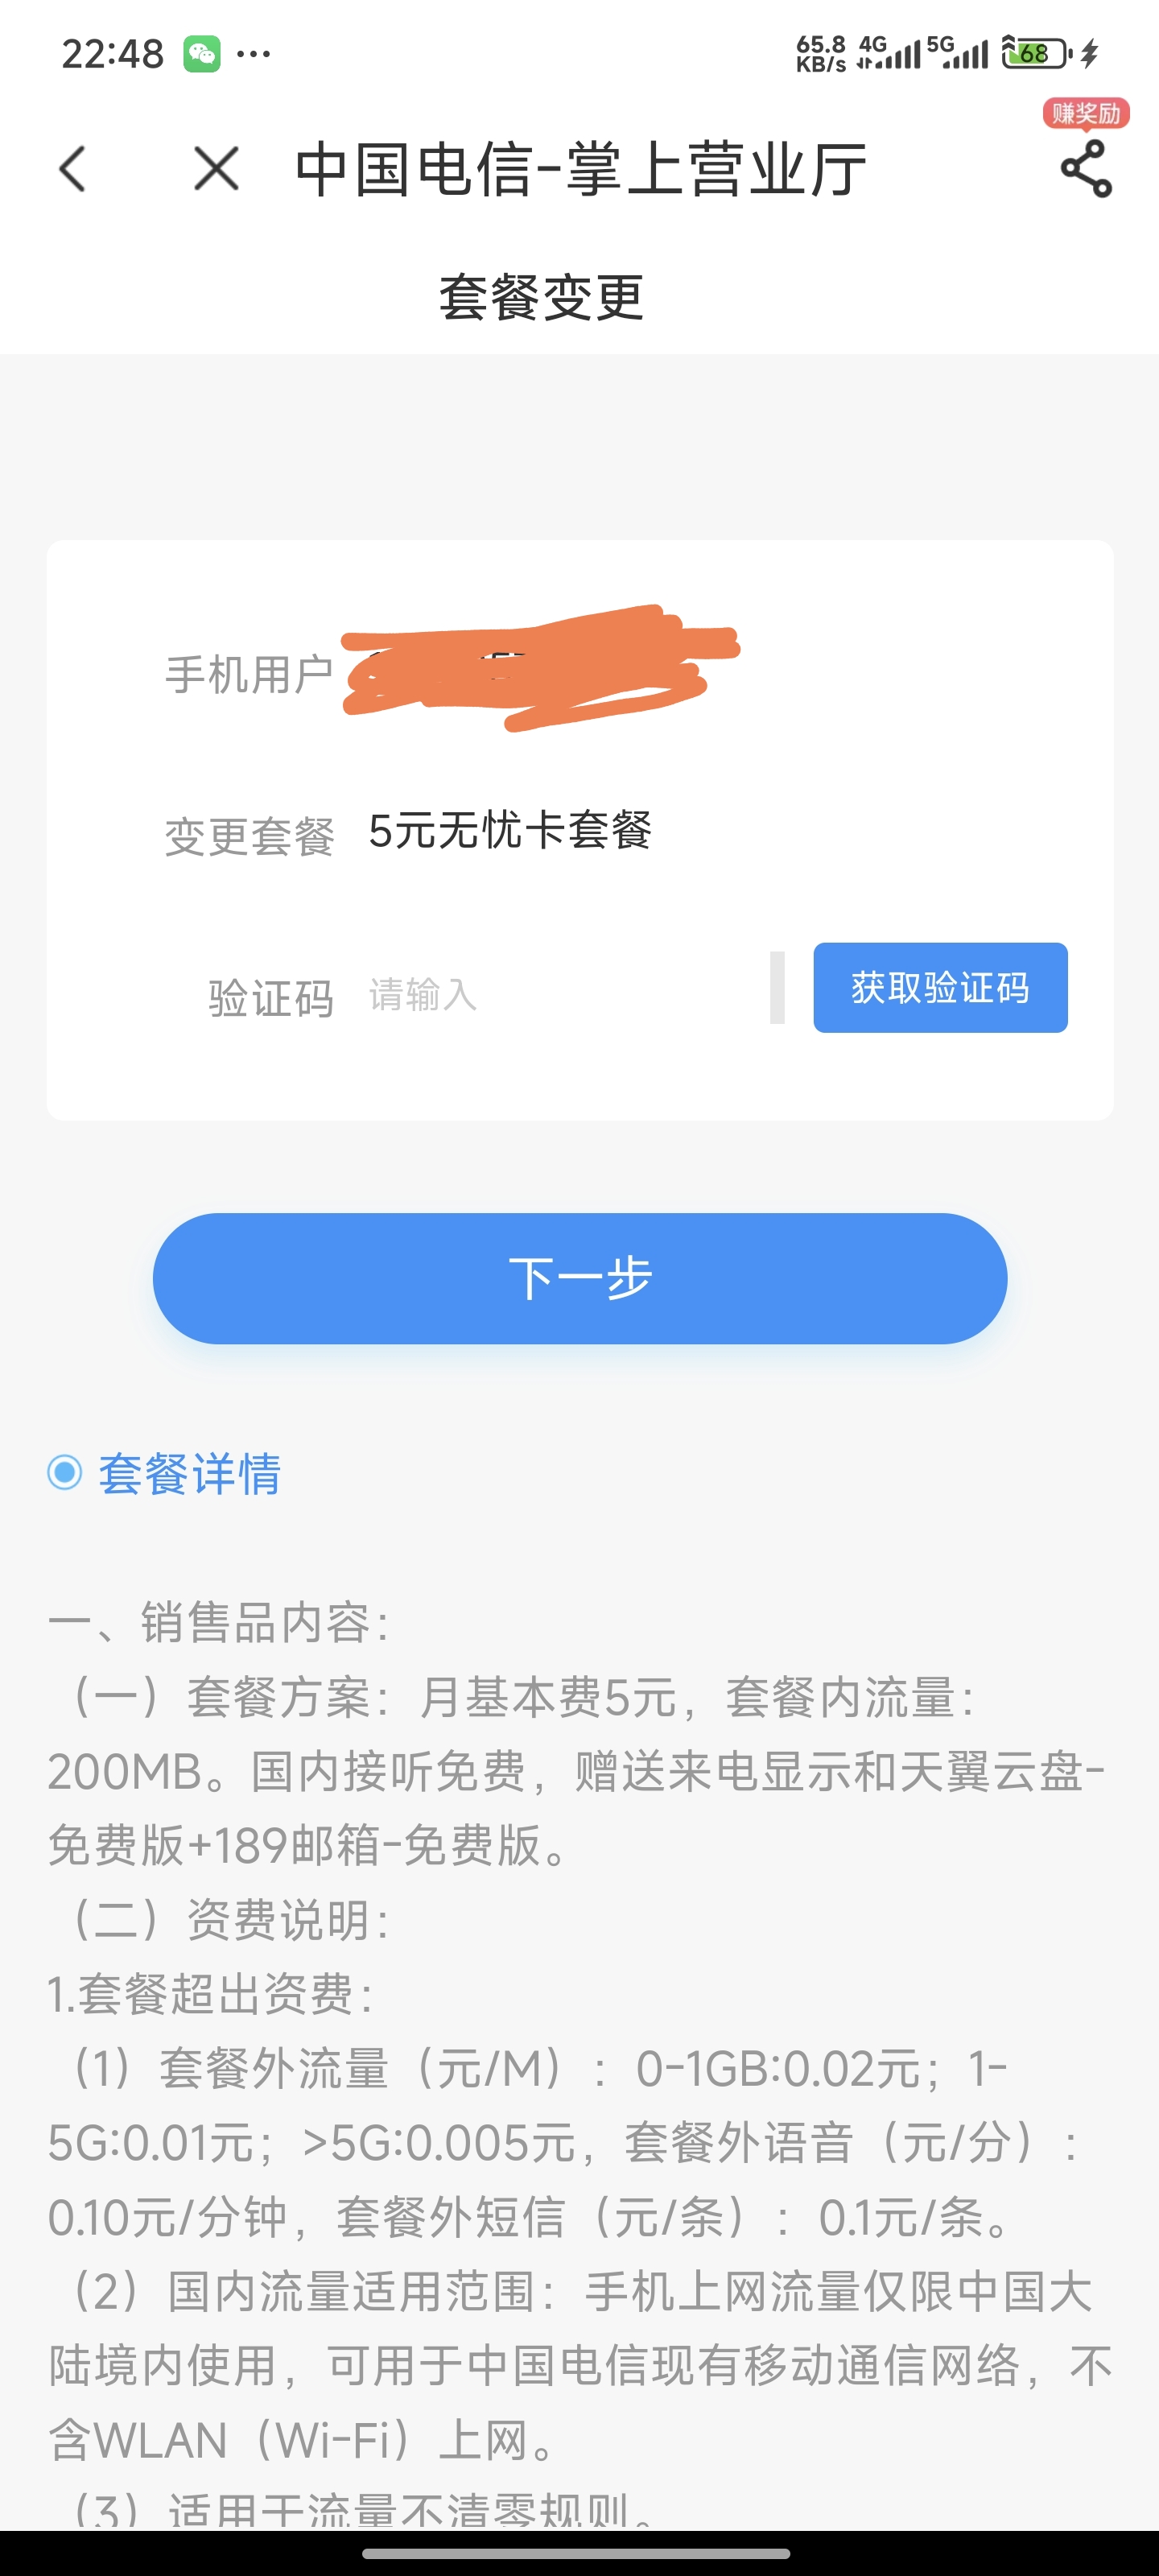 22:48 ... 65.8 KB/s 4G 5G 68
赚奖励
中国电信-掌上营业厅
套餐变更
手机用户
变更套餐 5元无忧卡套餐
验证码 请输入 获取验证码
下一步
套餐详情
一、销售品内容：
（一）套餐方案：月基本费5元，套餐内流量：
200MB。国内接听免费，赠送来电显示和天翼云盘-
免费版+189邮箱-免费版。
（二）资费说明：
1.套餐超出资费：
（1）套餐外流量（元/M）：0-1GB:0.02元；1-
5G:0.01元；>5G:0.005元，套餐外语音（元/分）：
0.10元/分钟，套餐外短信（元/条）：0.1元/条。
（2）国内流量适用范围：手机上网流量仅限中国大
陆境内使用，可用于中国电信现有移动通信网络，不
含WLAN（Wi-Fi）上网。
（3）适用于流量不清零规则。